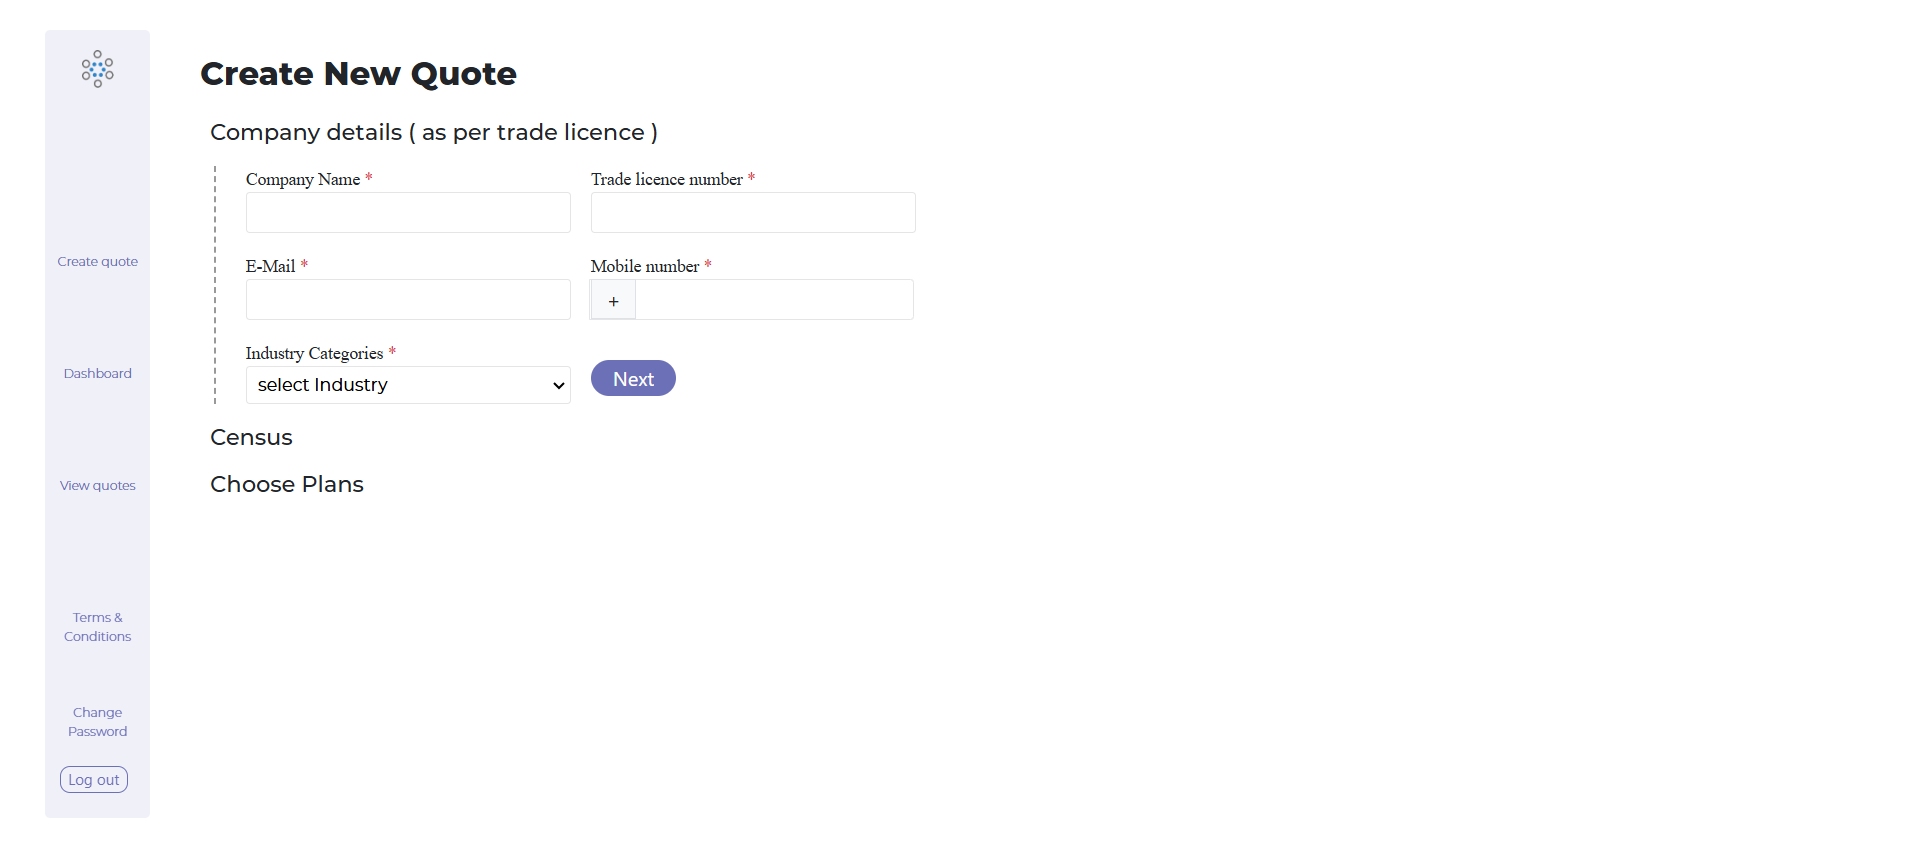 Create New Quote
Company details ( as per trade licence )
Company Name *
Trade licence number *
E-Mail *
Mobile number *
+
Industry Categories *
select Industry
Next
Census
Choose Plans
Create quote
Dashboard
View quotes
Terms &
Conditions
Change
Password
Log out